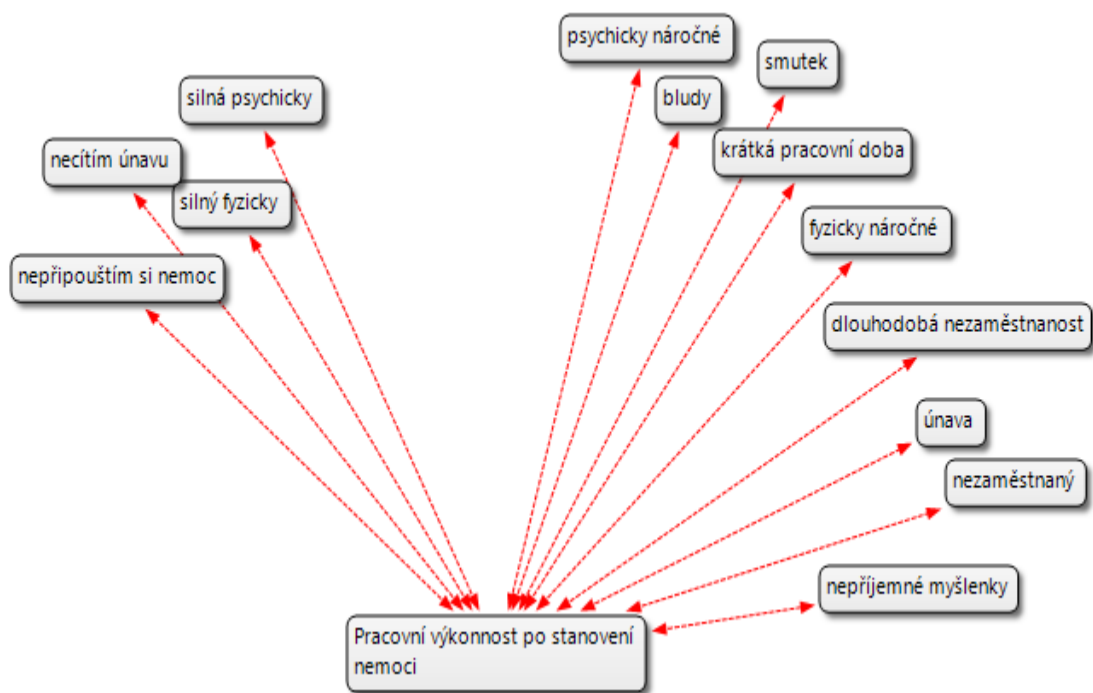 psychicky náročné
smutek
silná psychicky
bludy
necítím únavu
krátká pracovní doba
silný fyzicky
fyzicky náročné
nepřipouštím si nemoc
dlouhodobá nezaměstnanost
únava
nezaměstnaný
nepříjemné myšlenky
Pracovní výkonnost po stanovení
nemoci